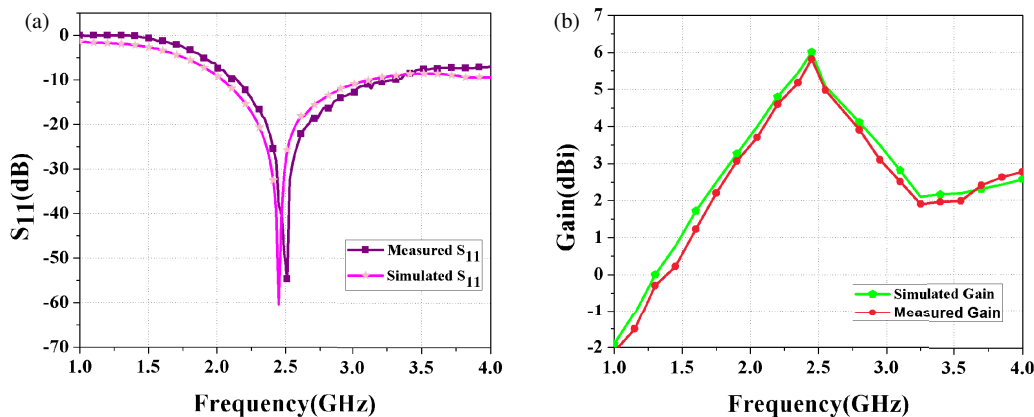 (a)
0
-10
-20
-30
-40
-50
-60
-70
S11(dB)
Measured S11
Simulated S11
1.0 1.5 2.0 2.5 3.0 3.5 4.0
Frequency(GHz)
(b)
7
6
5
4
3
2
0
-1
-2
Gain(dBi)
Simulated Gain
Measured Gain
1.0 1.5 2.0 2.5 3.0 3.5 4.0
Frequency(GHz)